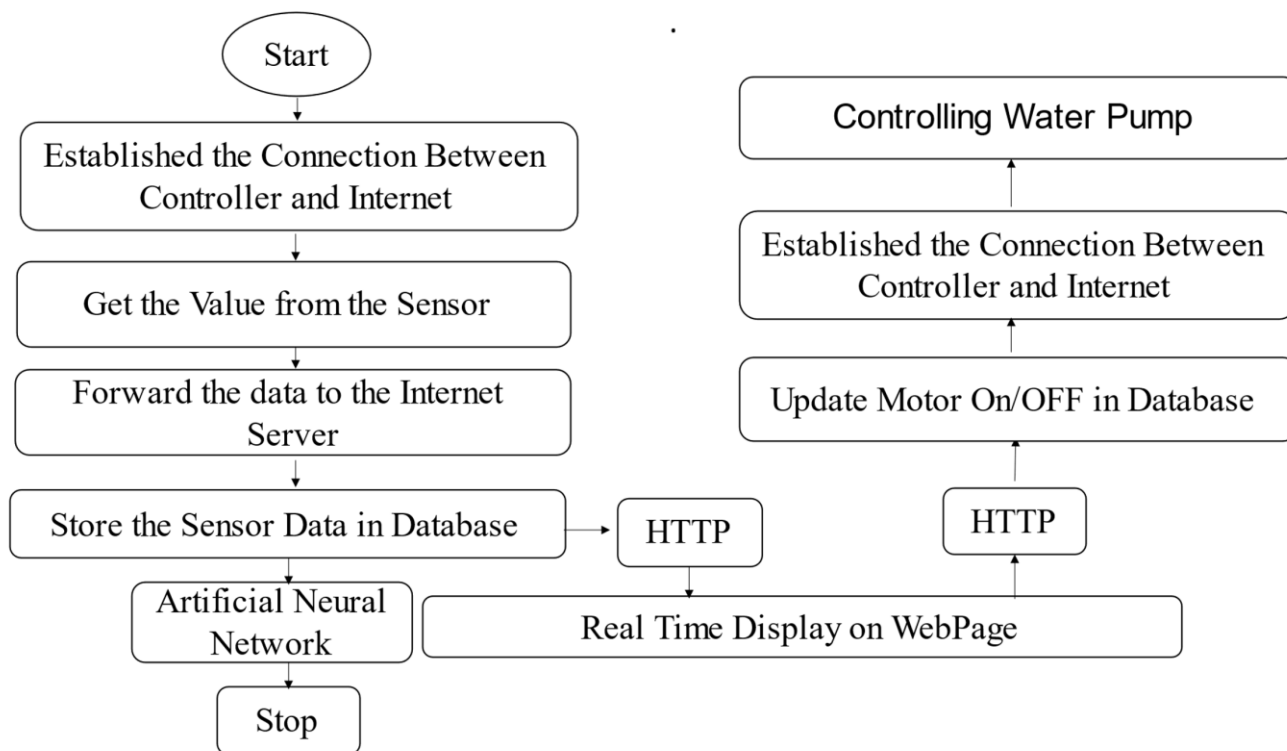 Start
Established the Connection Between
Controller and Internet
Get the Value from the Sensor
Forward the data to the Internet
Server
Store the Sensor Data in Database
Artificial Neural
Network
Stop
HTTP
Real Time Display on WebPage
HTTP
Update Motor On/OFF in Database
Established the Connection Between
Controller and Internet
Controlling Water Pump
.